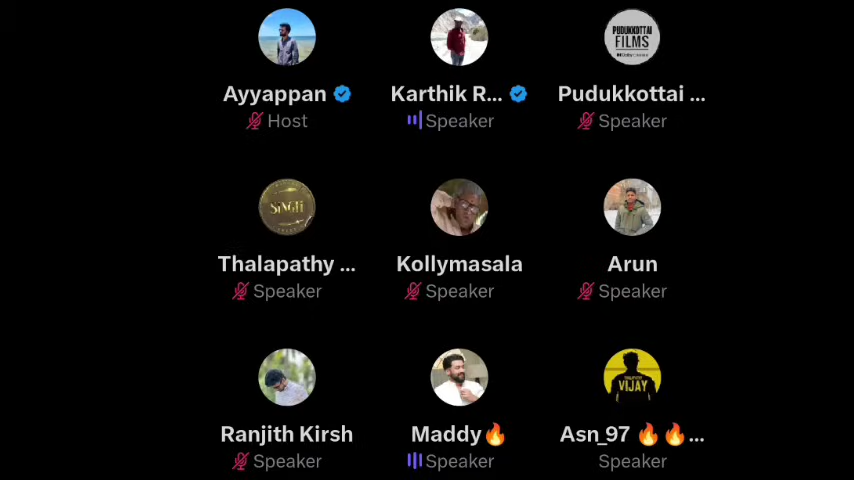 PUDUKKOTTAI
FILMS
Ayyappan
Karthik R...
Pudukkottai ...
Host
Speaker
Speaker
SINGH
Thalapathy ...
Kollymasala
Arun
Speaker
Speaker
Speaker
VIJAY
Ranjith Kirsh
Maddy🔥
Asn_97 🔥🔥...
Speaker
Speaker
Speaker